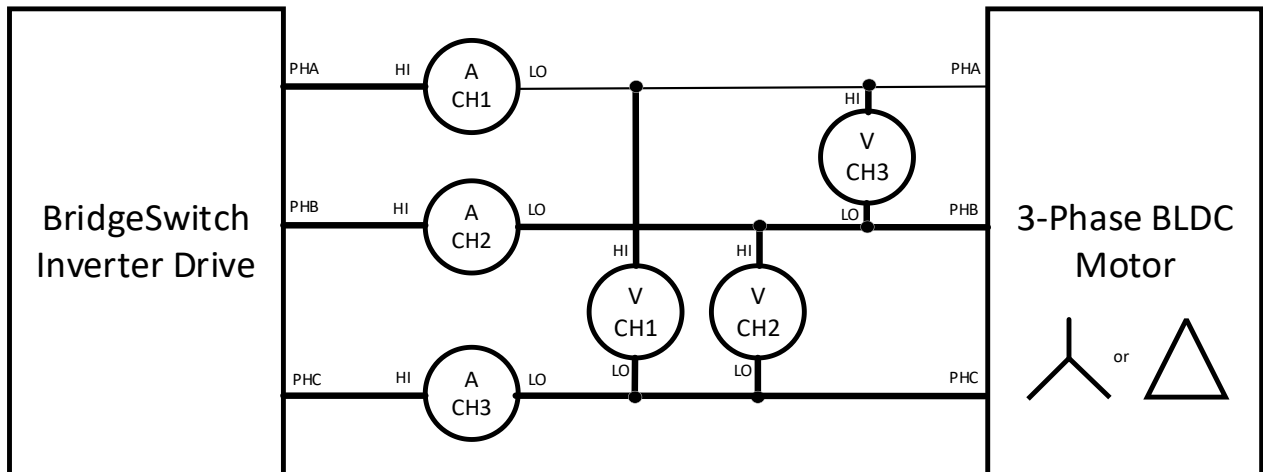 PHA
HI
A
CH1
LO
PHA
HI
V
CH3
LO
PHB
HI
A
CH2
LO
PHB
BridgeSwitch
Inverter Drive
3-Phase BLDC
Motor
HI
V
CH1
LO
HI
V
CH2
LO
or
PHC
HI
A
CH3
LO
PHC